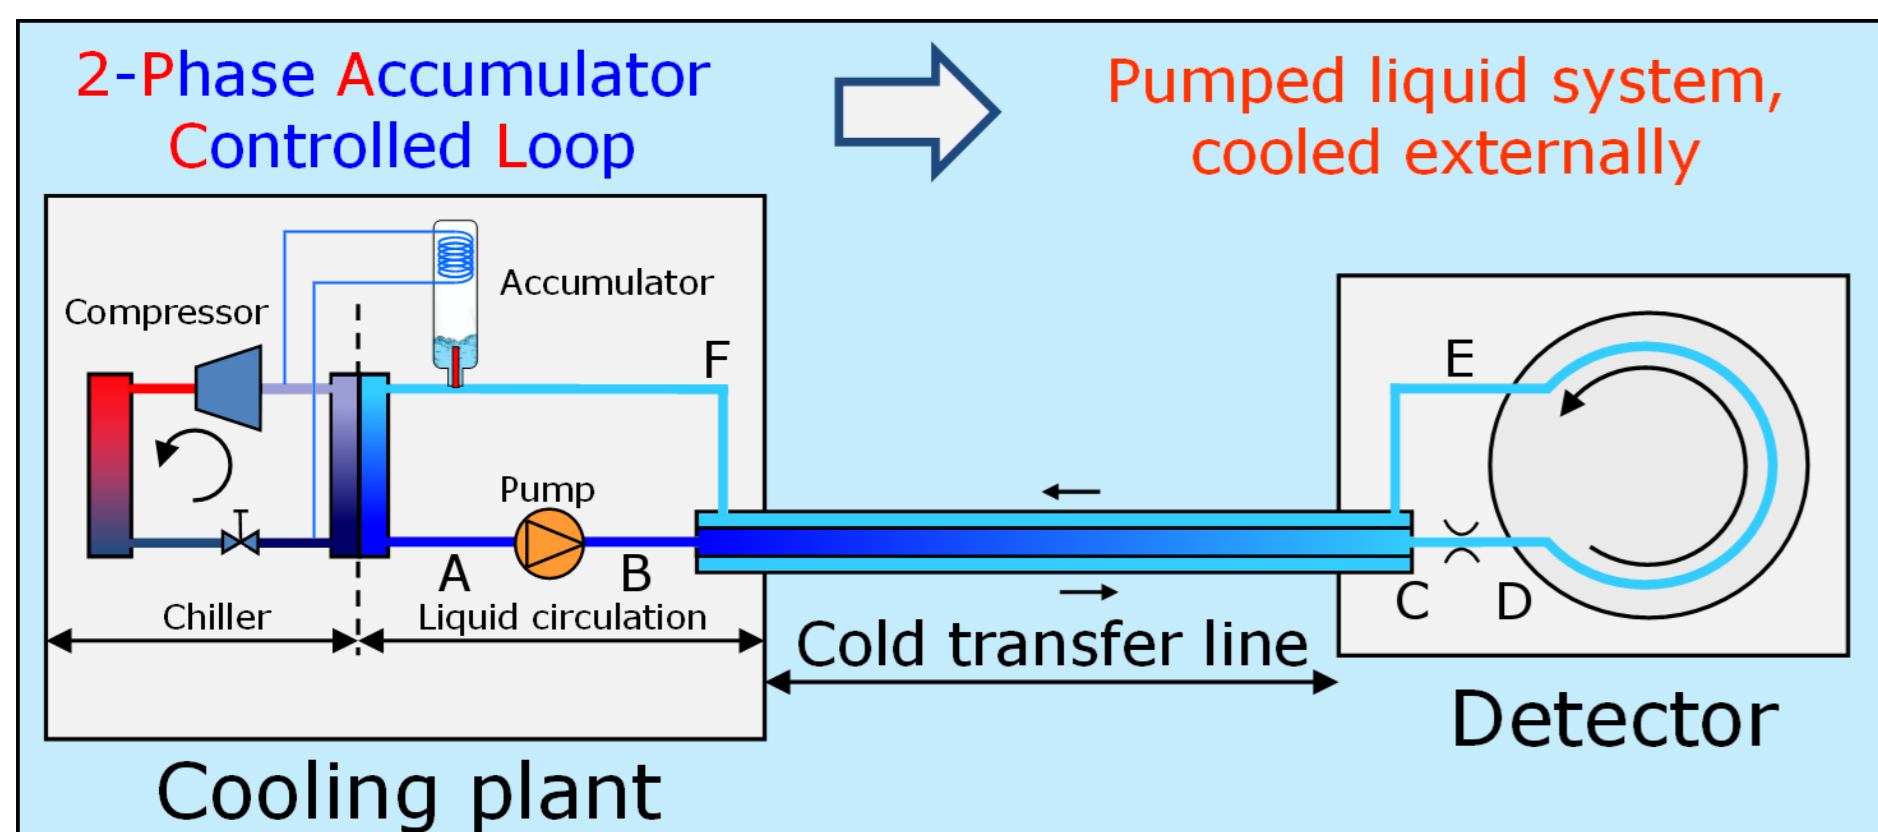 2-Phase Accumulator
Controlled Loop
Pumped liquid system,
cooled externally
Accumulator
Compressor
F
E
Pump
A
B
C
D
Chiller
Liquid circulation
Cold transfer line
Detector
Cooling plant